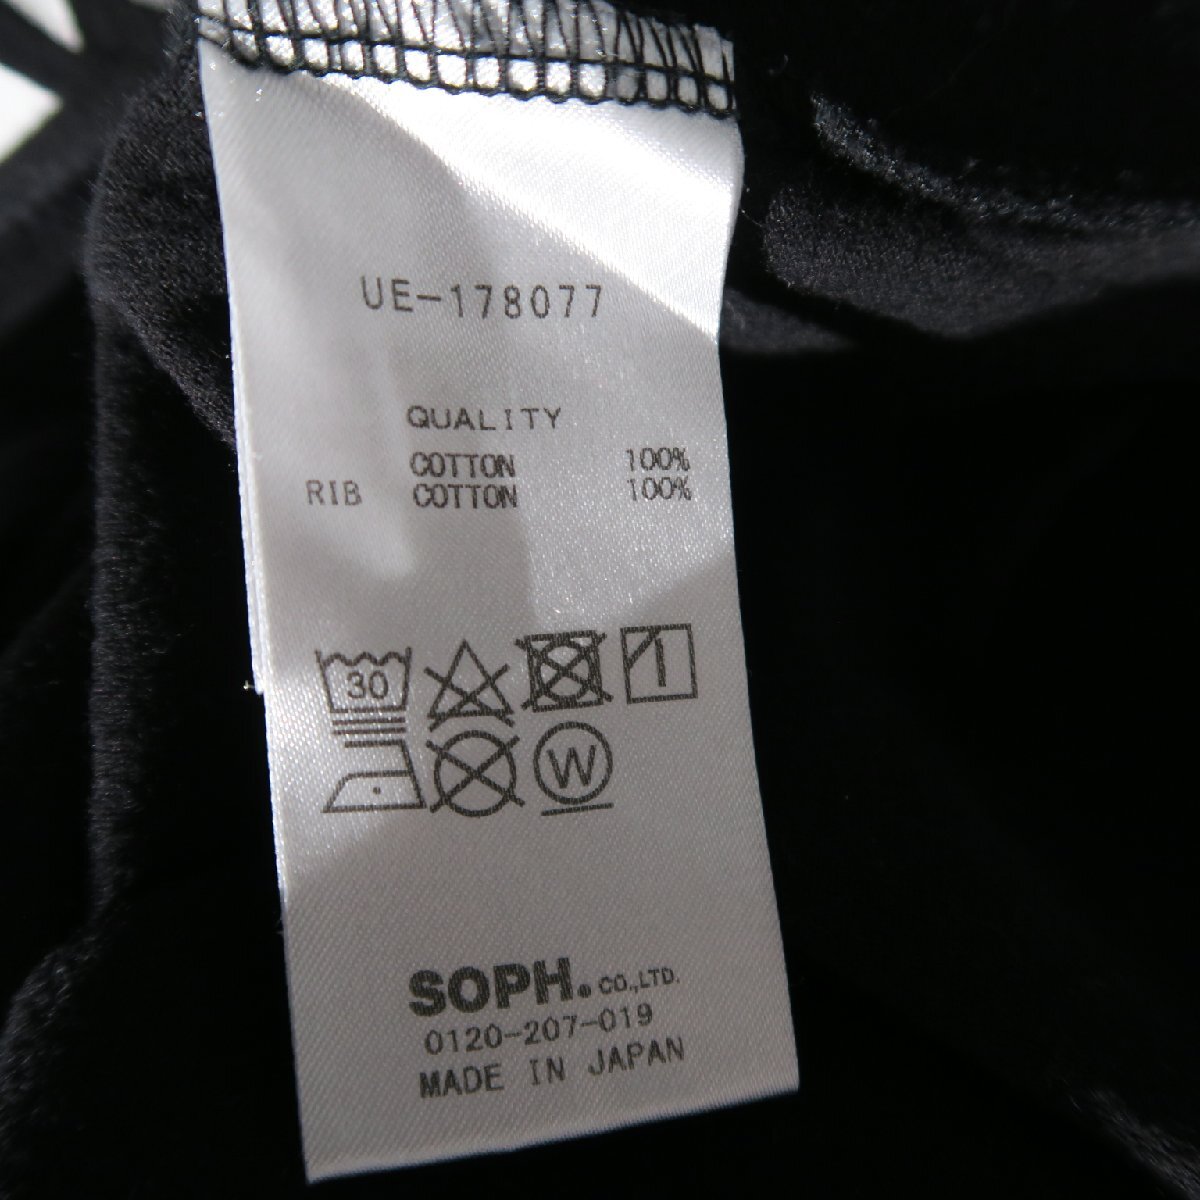 UE-178077
QUALITY
COTTON 100%
RIB COTTON 100%
30
W
SOPH. CO.,LTD.
0120-207-019
MADE IN JAPAN